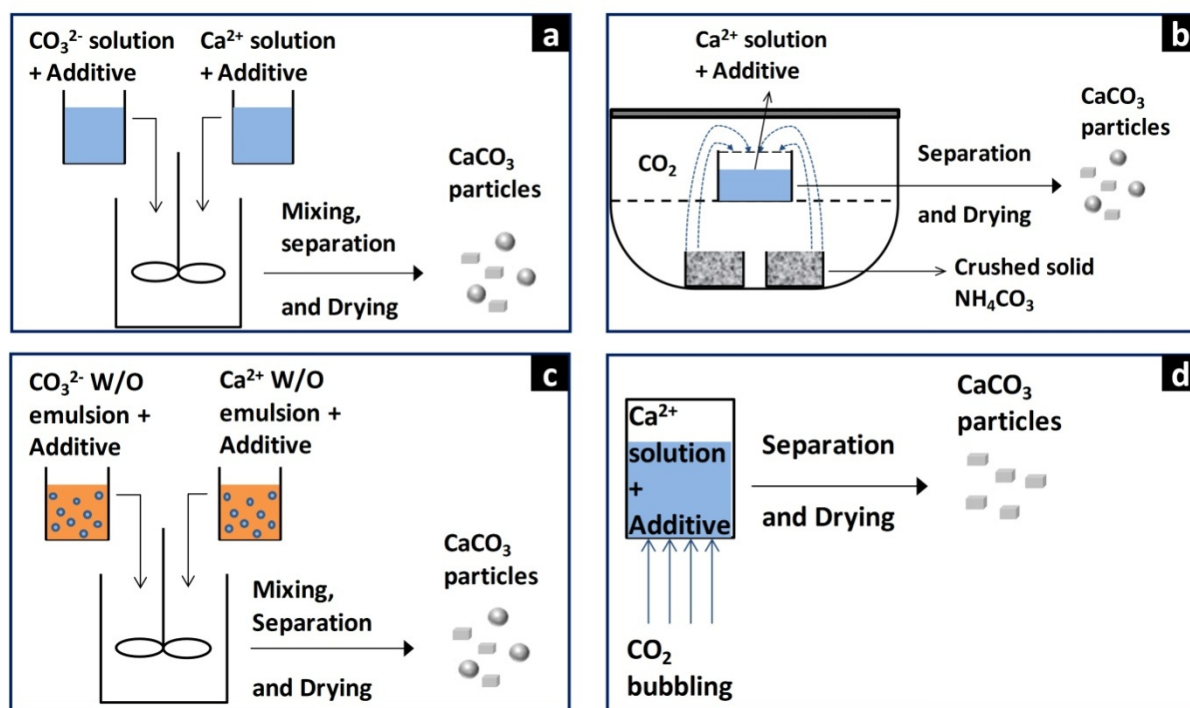 a
CO₃²⁻ solution
+ Additive
Ca²⁺ solution
+ Additive
CaCO₃
particles
Mixing,
separation
and Drying
b
Ca²⁺ solution
+ Additive
CaCO₃
particles
CO₂
Separation
and Drying
Crushed solid
NH₄CO₃
c
CO₃²⁻ W/O
emulsion +
Additive
Ca²⁺ W/O
emulsion +
Additive
CaCO₃
particles
Mixing,
Separation
and Drying
d
Ca²⁺
solution
+
Additive
CaCO₃
particles
Separation
and Drying
CO₂
bubbling